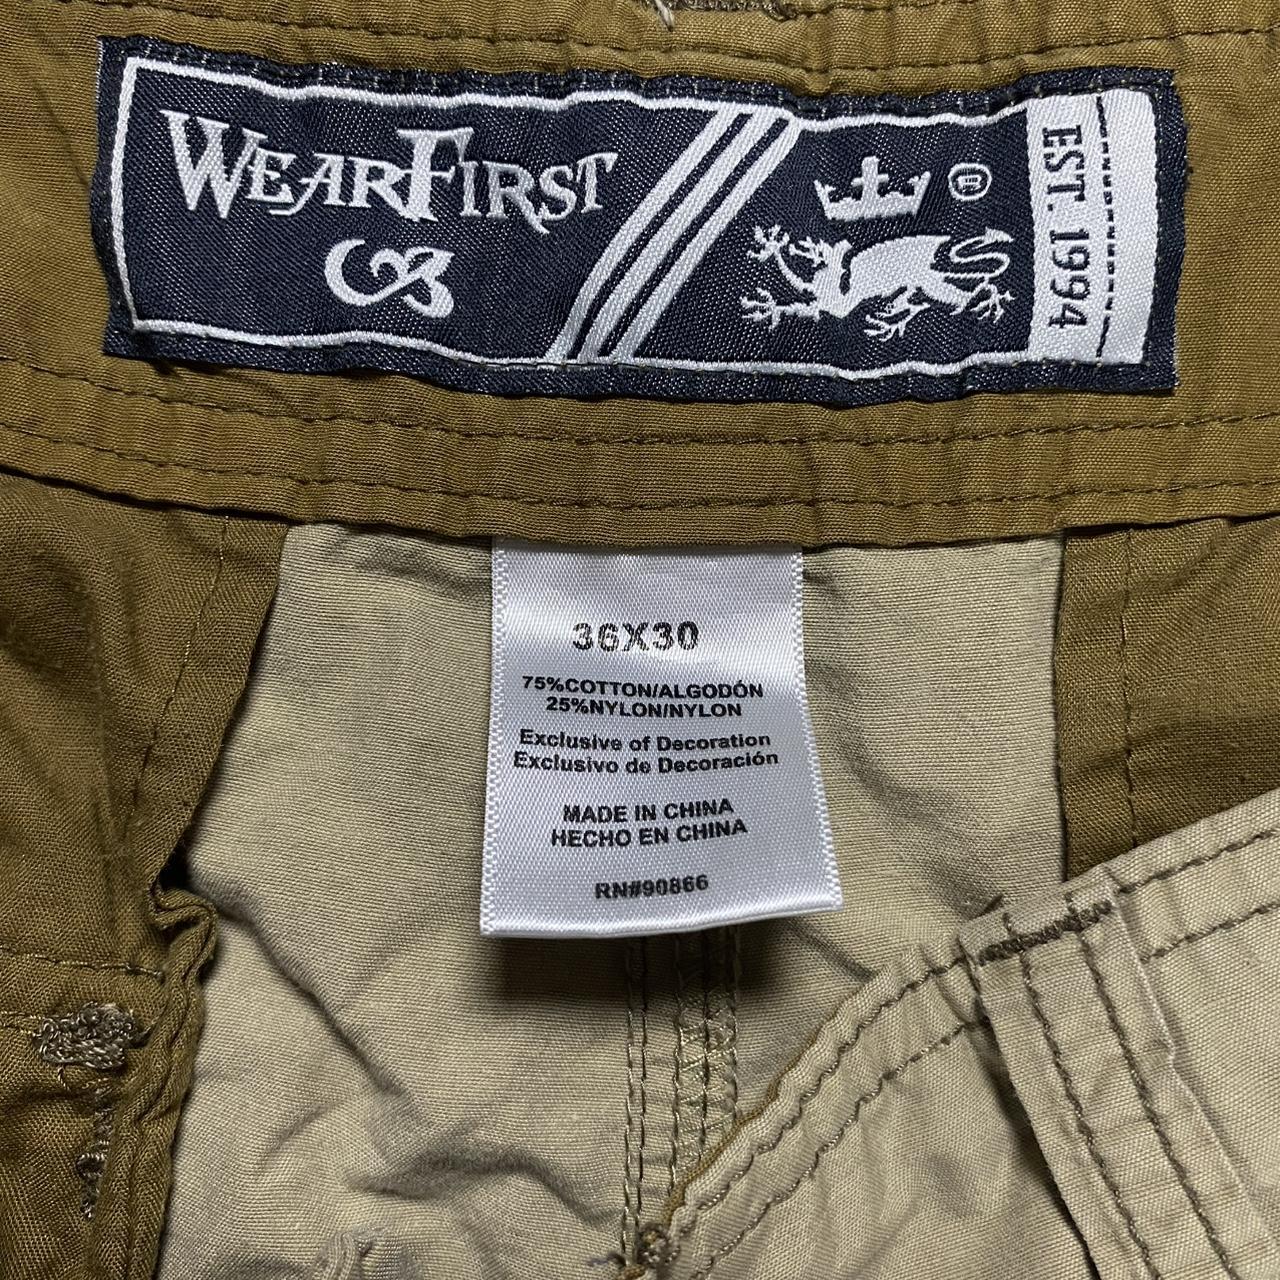 WEARFIRST
®
EST. 1994
36X30
75%COTTON/ALGODÓN
25%NYLON/NYLON
Exclusive of Decoration
Exclusivo de Decoración
MADE IN CHINA
HECHO EN CHINA
RN#90866